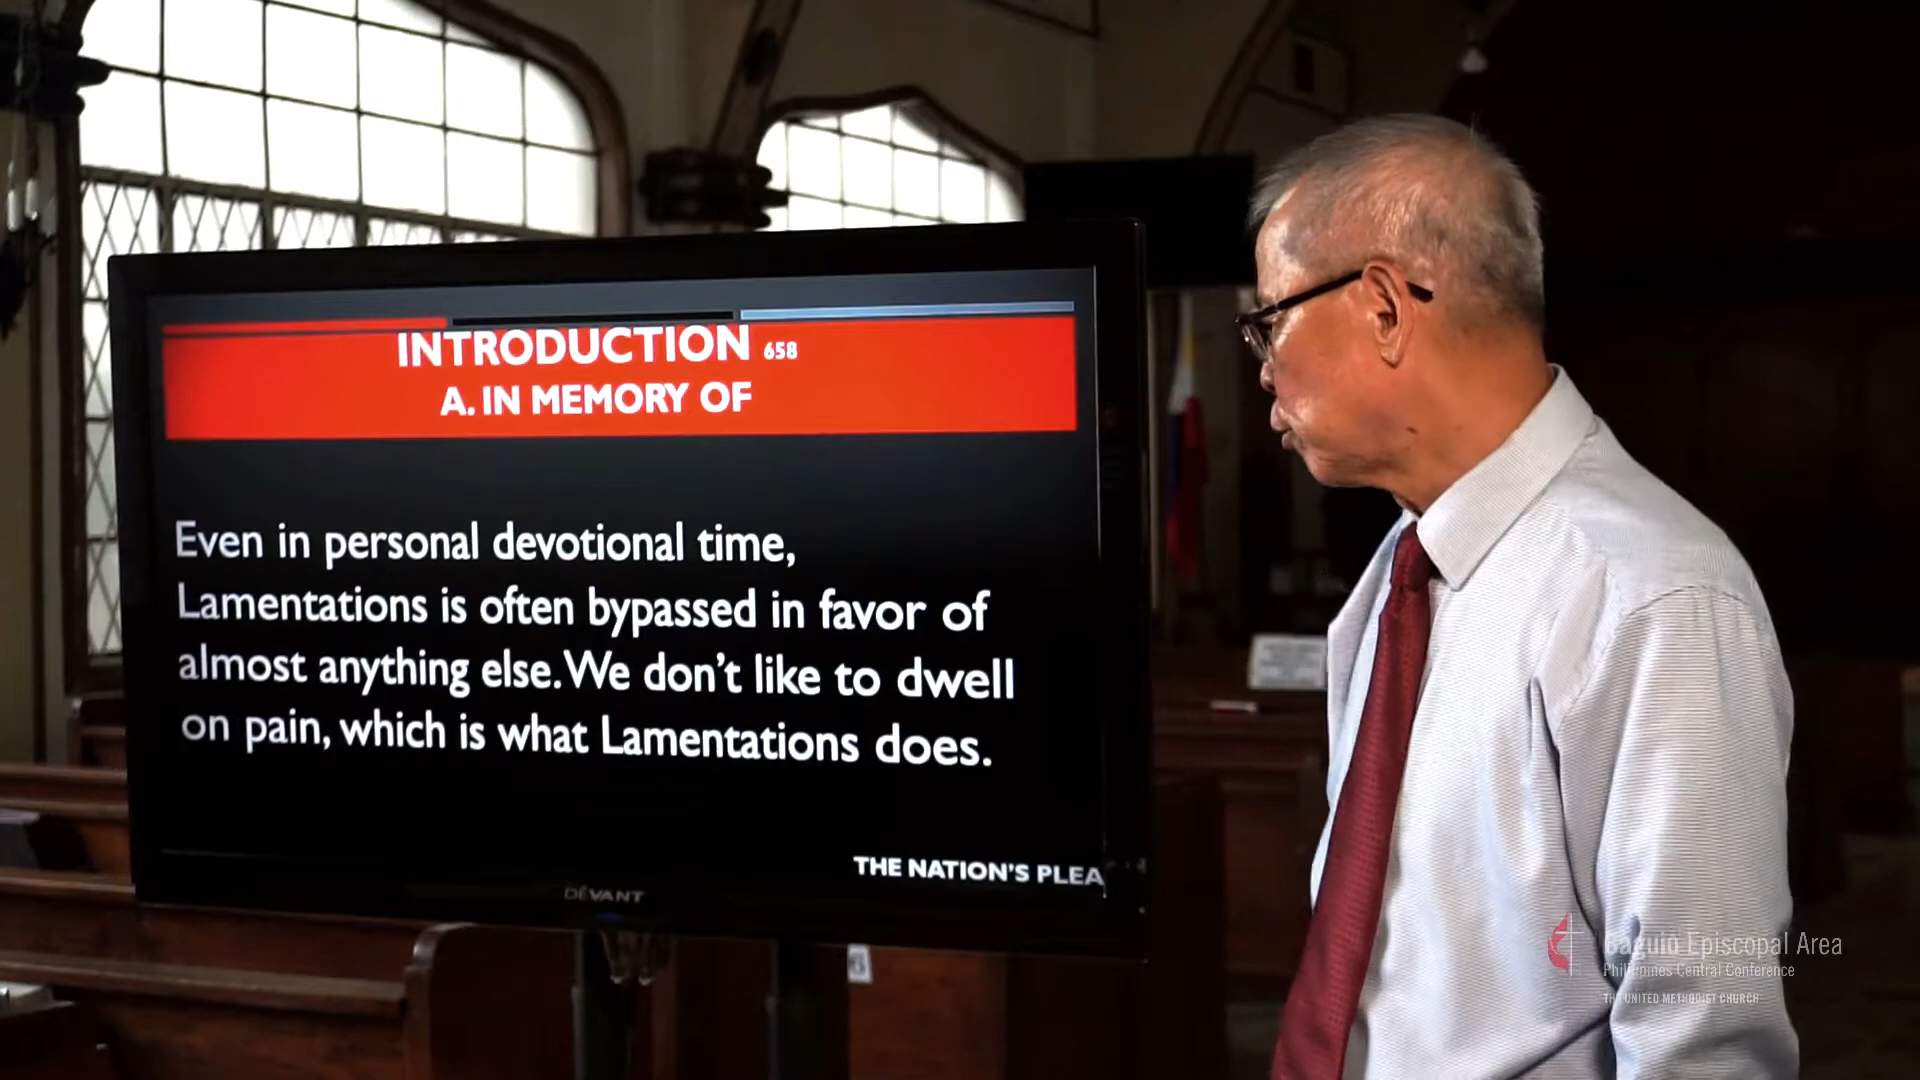 INTRODUCTION 658
A. IN MEMORY OF
Even in personal devotional time,
Lamentations is often bypassed in favor of
almost anything else. We don't like to dwell
on pain, which is what Lamentations does.
THE NATION'S PLEA
DEVANT
Baguio Episcopal Area
Philippines Central Conference
THE UNITED METHODIST CHURCH